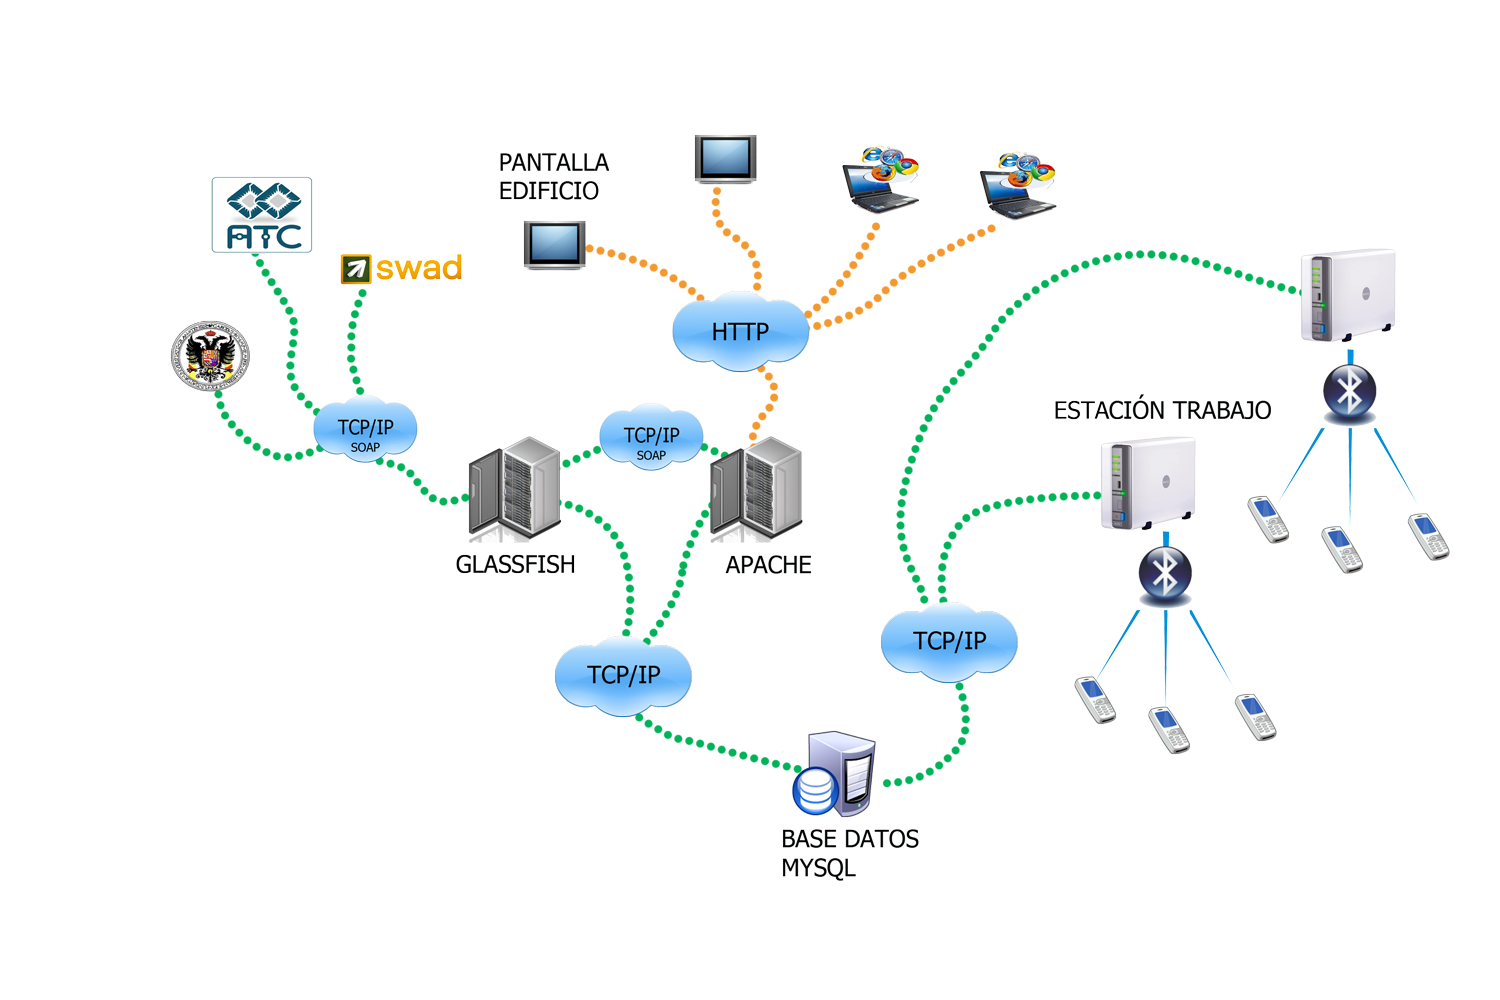 PANTALLA
EDIFICIO
ATC
swad
HTTP
ESTACIÓN TRABAJO
TCP/IP
SOAP
TCP/IP
SOAP
GLASSFISH
APACHE
TCP/IP
TCP/IP
BASE DATOS
MYSQL